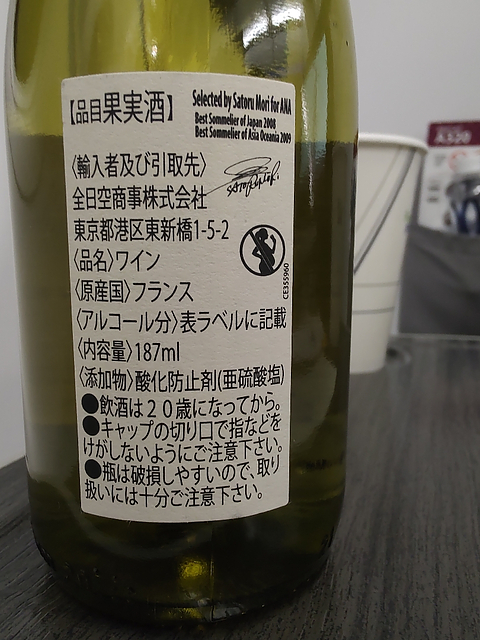 【品目果実酒】
Selected by Satoru Mori for ANA
Best Sommelier of Japan 2008
Best Sommelier of Asia Oceania 2009
〈輸入者及び引取先〉
全日空商事株式会社
東京都港区東新橋1-5-2
〈品名〉ワイン
〈原産国〉フランス
〈アルコール分〉表ラベルに記載
〈内容量〉187ml
〈添加物〉酸化防止剤(亜硫酸塩)
●飲酒は20歳になってから。
●キャップの切り口で指などを
けがしないようにご注意下さい。
●瓶は破損しやすいので、取り
扱いには十分ご注意下さい。
CE355960
A320